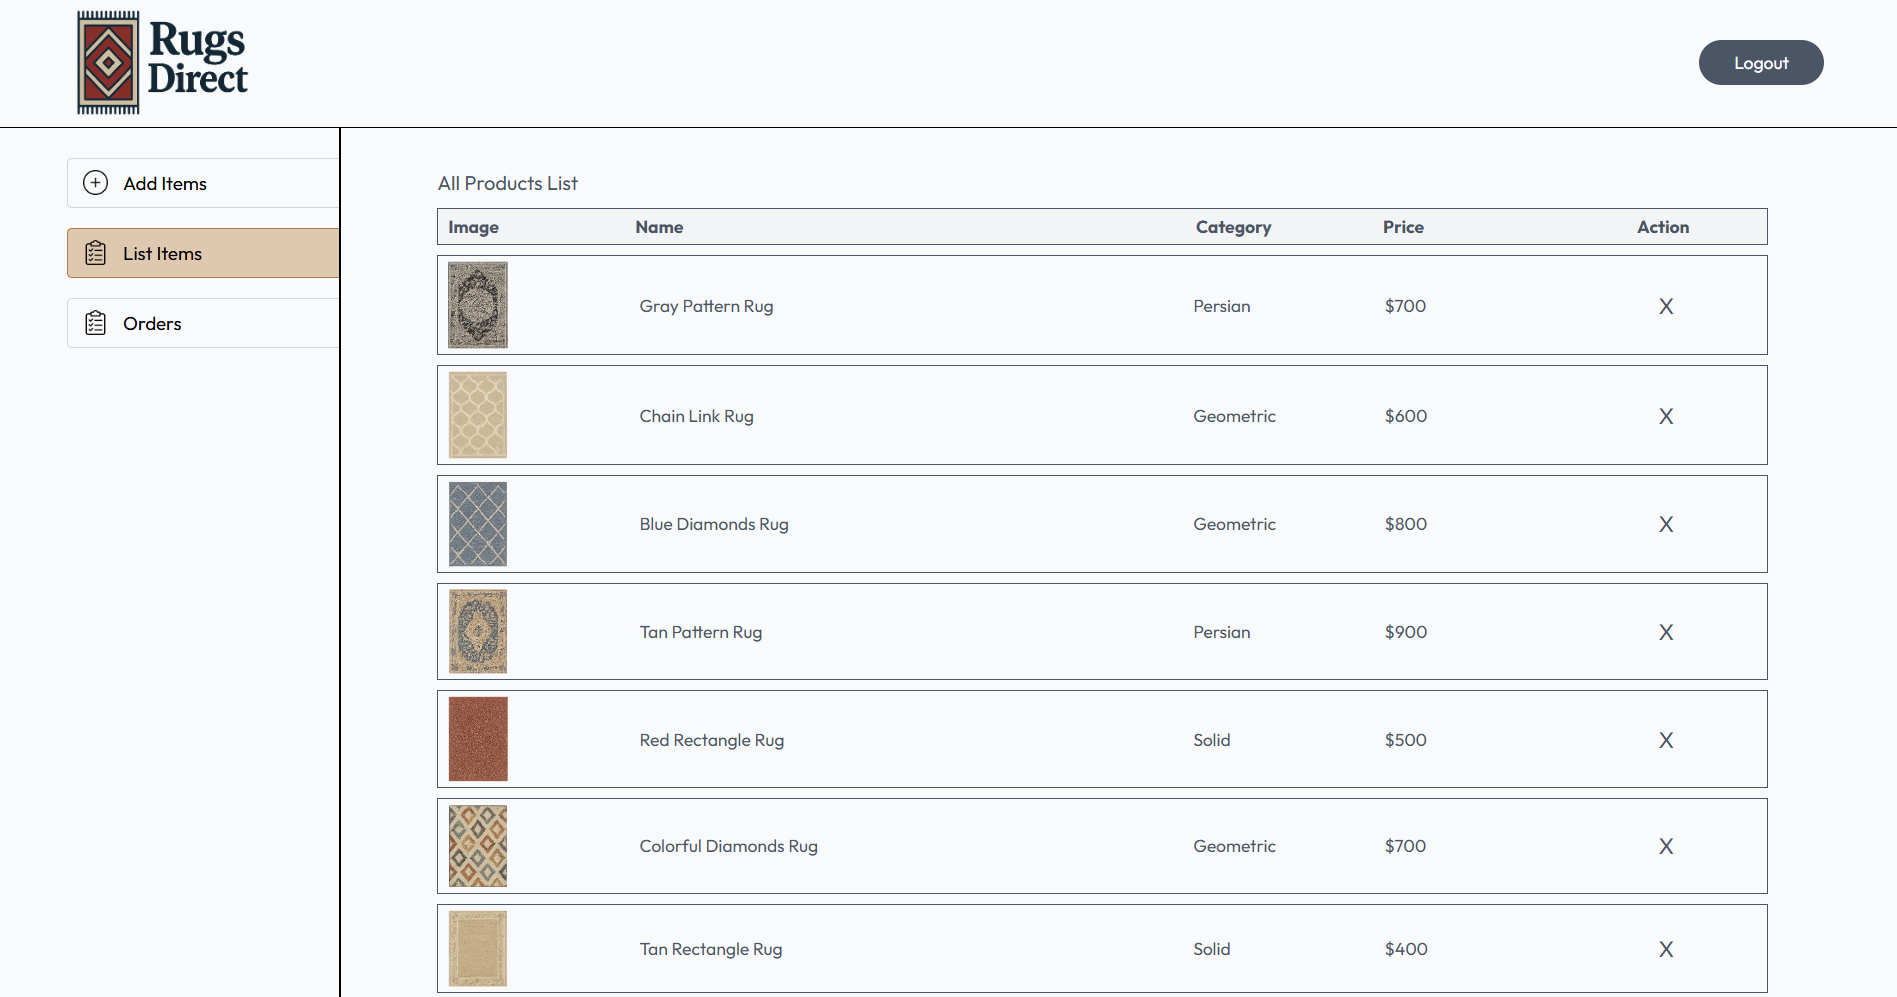 Rugs
Direct
Logout
Add Items
List Items
Orders
All Products List
Image Name Category Price Action
Gray Pattern Rug Persian $700 X
Chain Link Rug Geometric $600 X
Blue Diamonds Rug Geometric $800 X
Tan Pattern Rug Persian $900 X
Red Rectangle Rug Solid $500 X
Colorful Diamonds Rug Geometric $700 X
Tan Rectangle Rug Solid $400 X